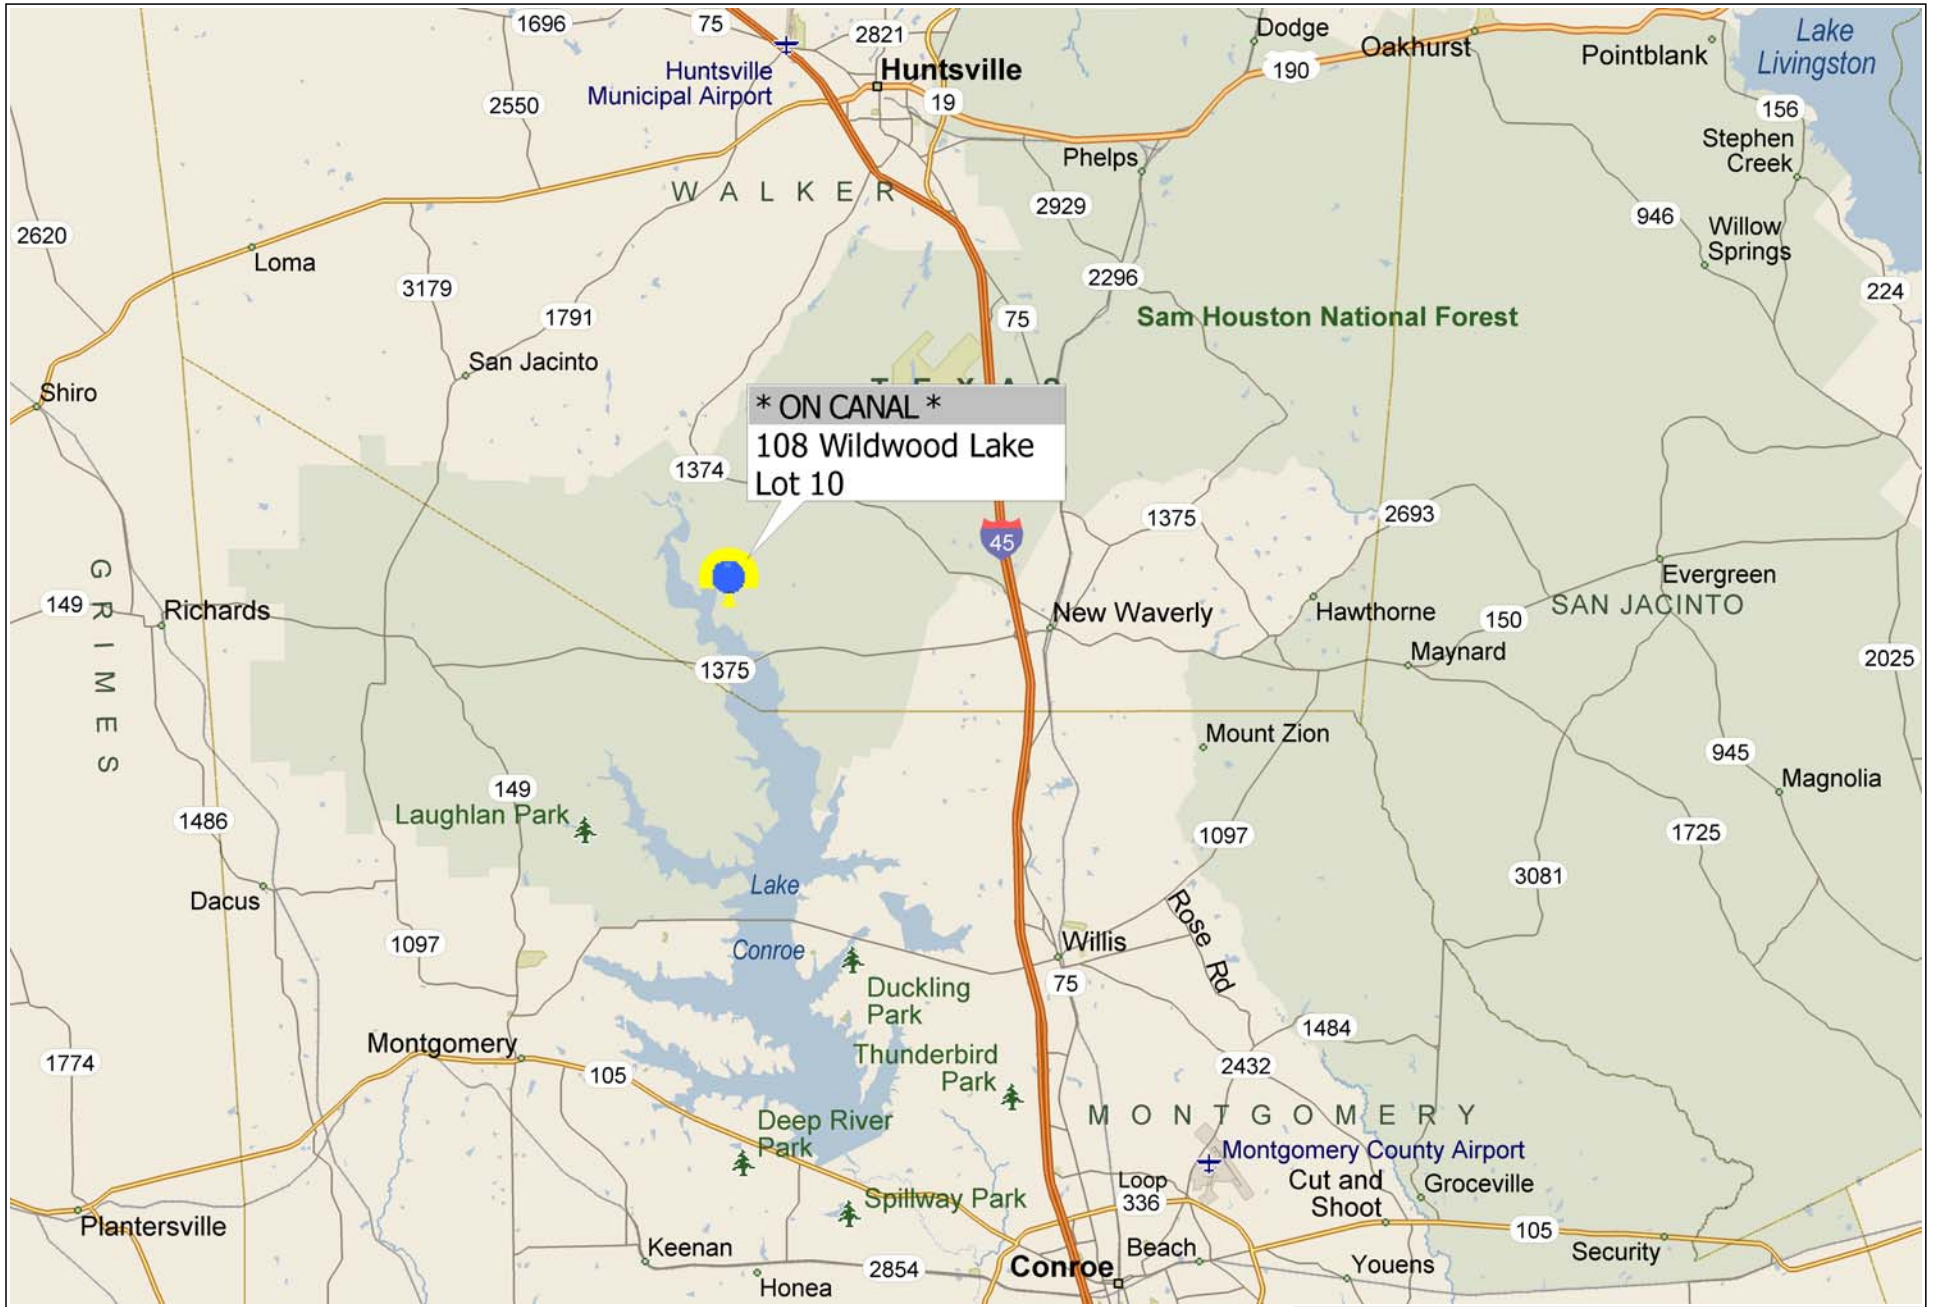 1696
75
2821
Dodge
Oakhurst
Pointblank
Lake
Livingston
Huntsville
Municipal Airport
Huntsville
19
190
2550
156
Stephen
Creek
Phelps
WALKER
2929
946
Willow
Springs
2620
Loma
3179
2296
224
1791
75
Sam Houston National Forest
San Jacinto
Shiro
TEXAS
* ON CANAL *
108 Wildwood Lake
Lot 10
1374
1375
2693
45
GRIMES
149
Richards
New Waverly
Hawthorne
150
Evergreen
SAN JACINTO
Maynard
2025
1375
Mount Zion
945
Magnolia
149
Laughlan Park
1486
1097
1725
3081
Lake
Conroe
Dacus
Rose Rd
1097
Willis
75
Duckling
Park
1484
Montgomery
Thunderbird
Park
1774
105
2432
MONTGOMERY
Deep River
Park
Montgomery County Airport
Loop
336
Cut and
Shoot
Groceville
Spillway Park
Plantersville
105
Security
Keenan
Beach
2854
Conroe
Youens
Honea